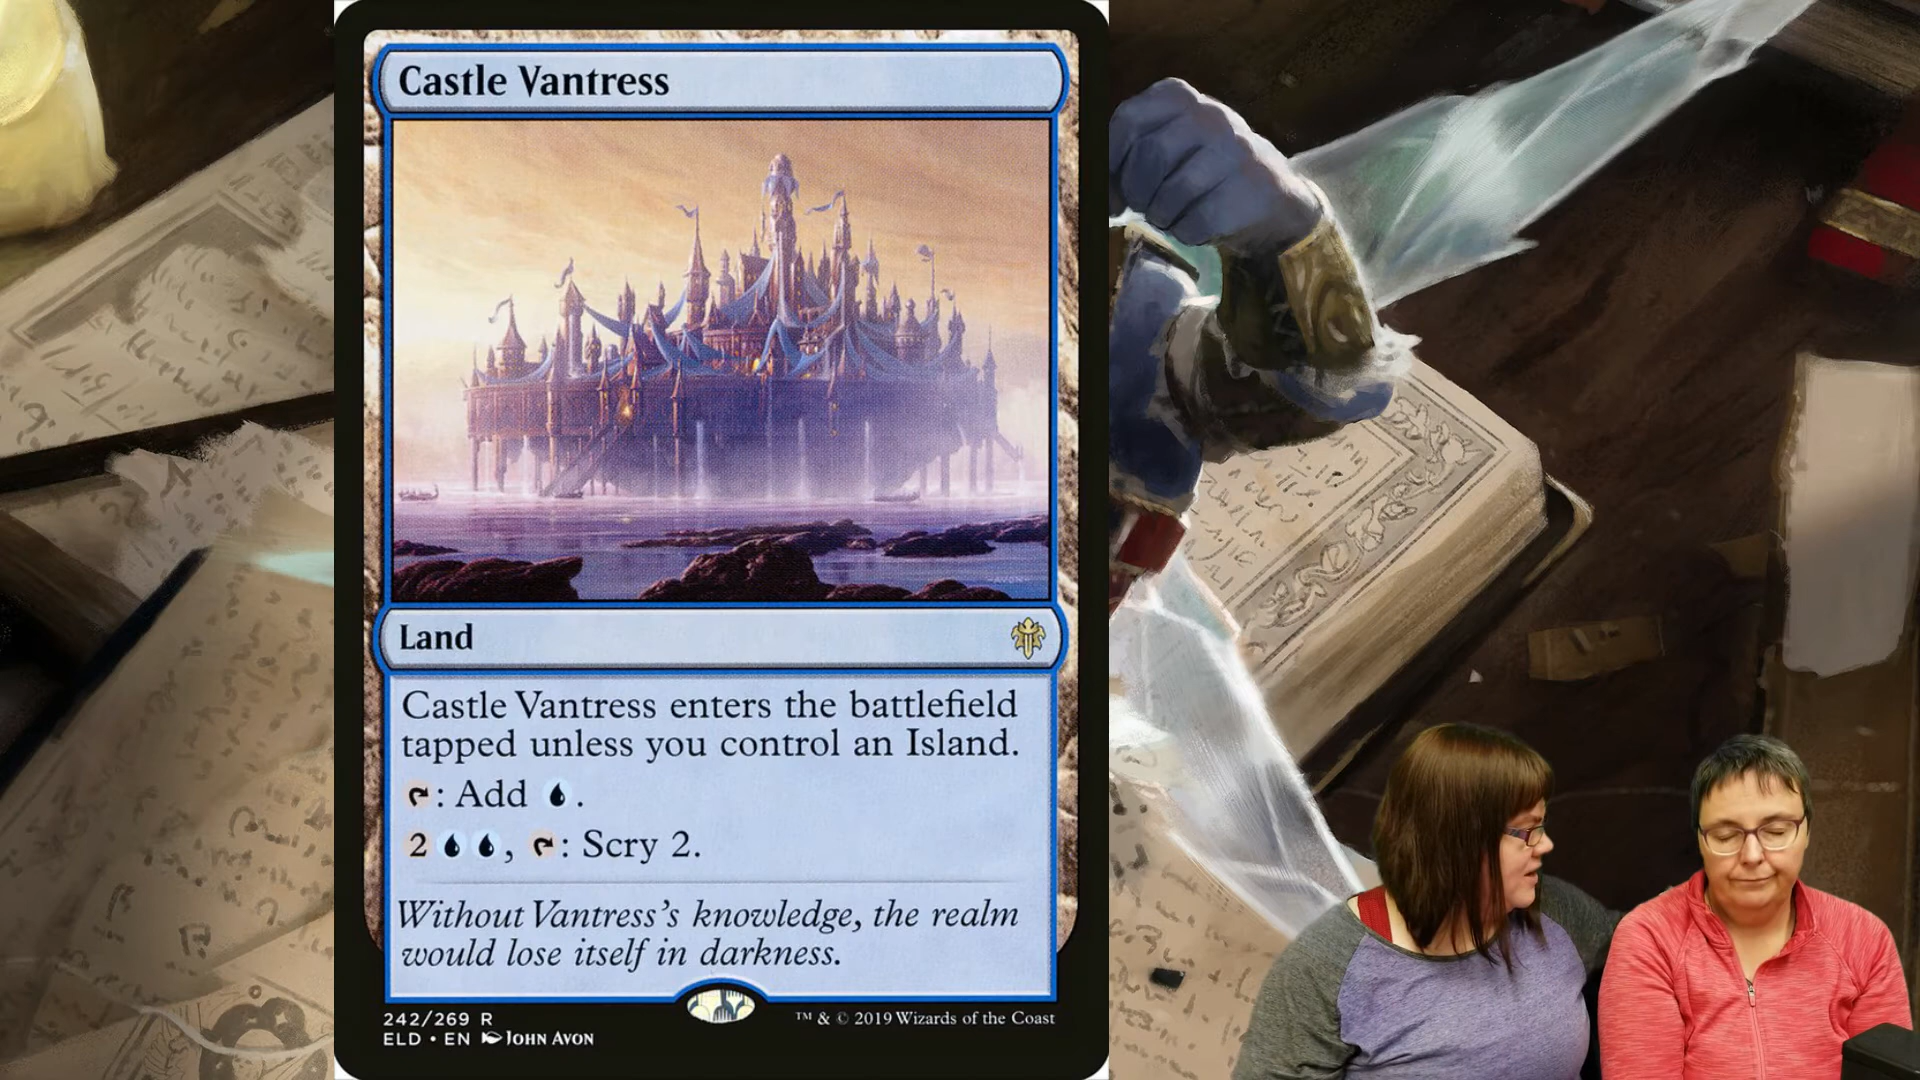 Castle Vantress
AVON
Land
Castle Vantress enters the battlefield
tapped unless you control an Island.
: Add .
2 , : Scry 2.
Without Vantress's knowledge, the realm
would lose itself in darkness.
242/269 R
ELD • EN JOHN AVON
™ & © 2019 Wizards of the Coast